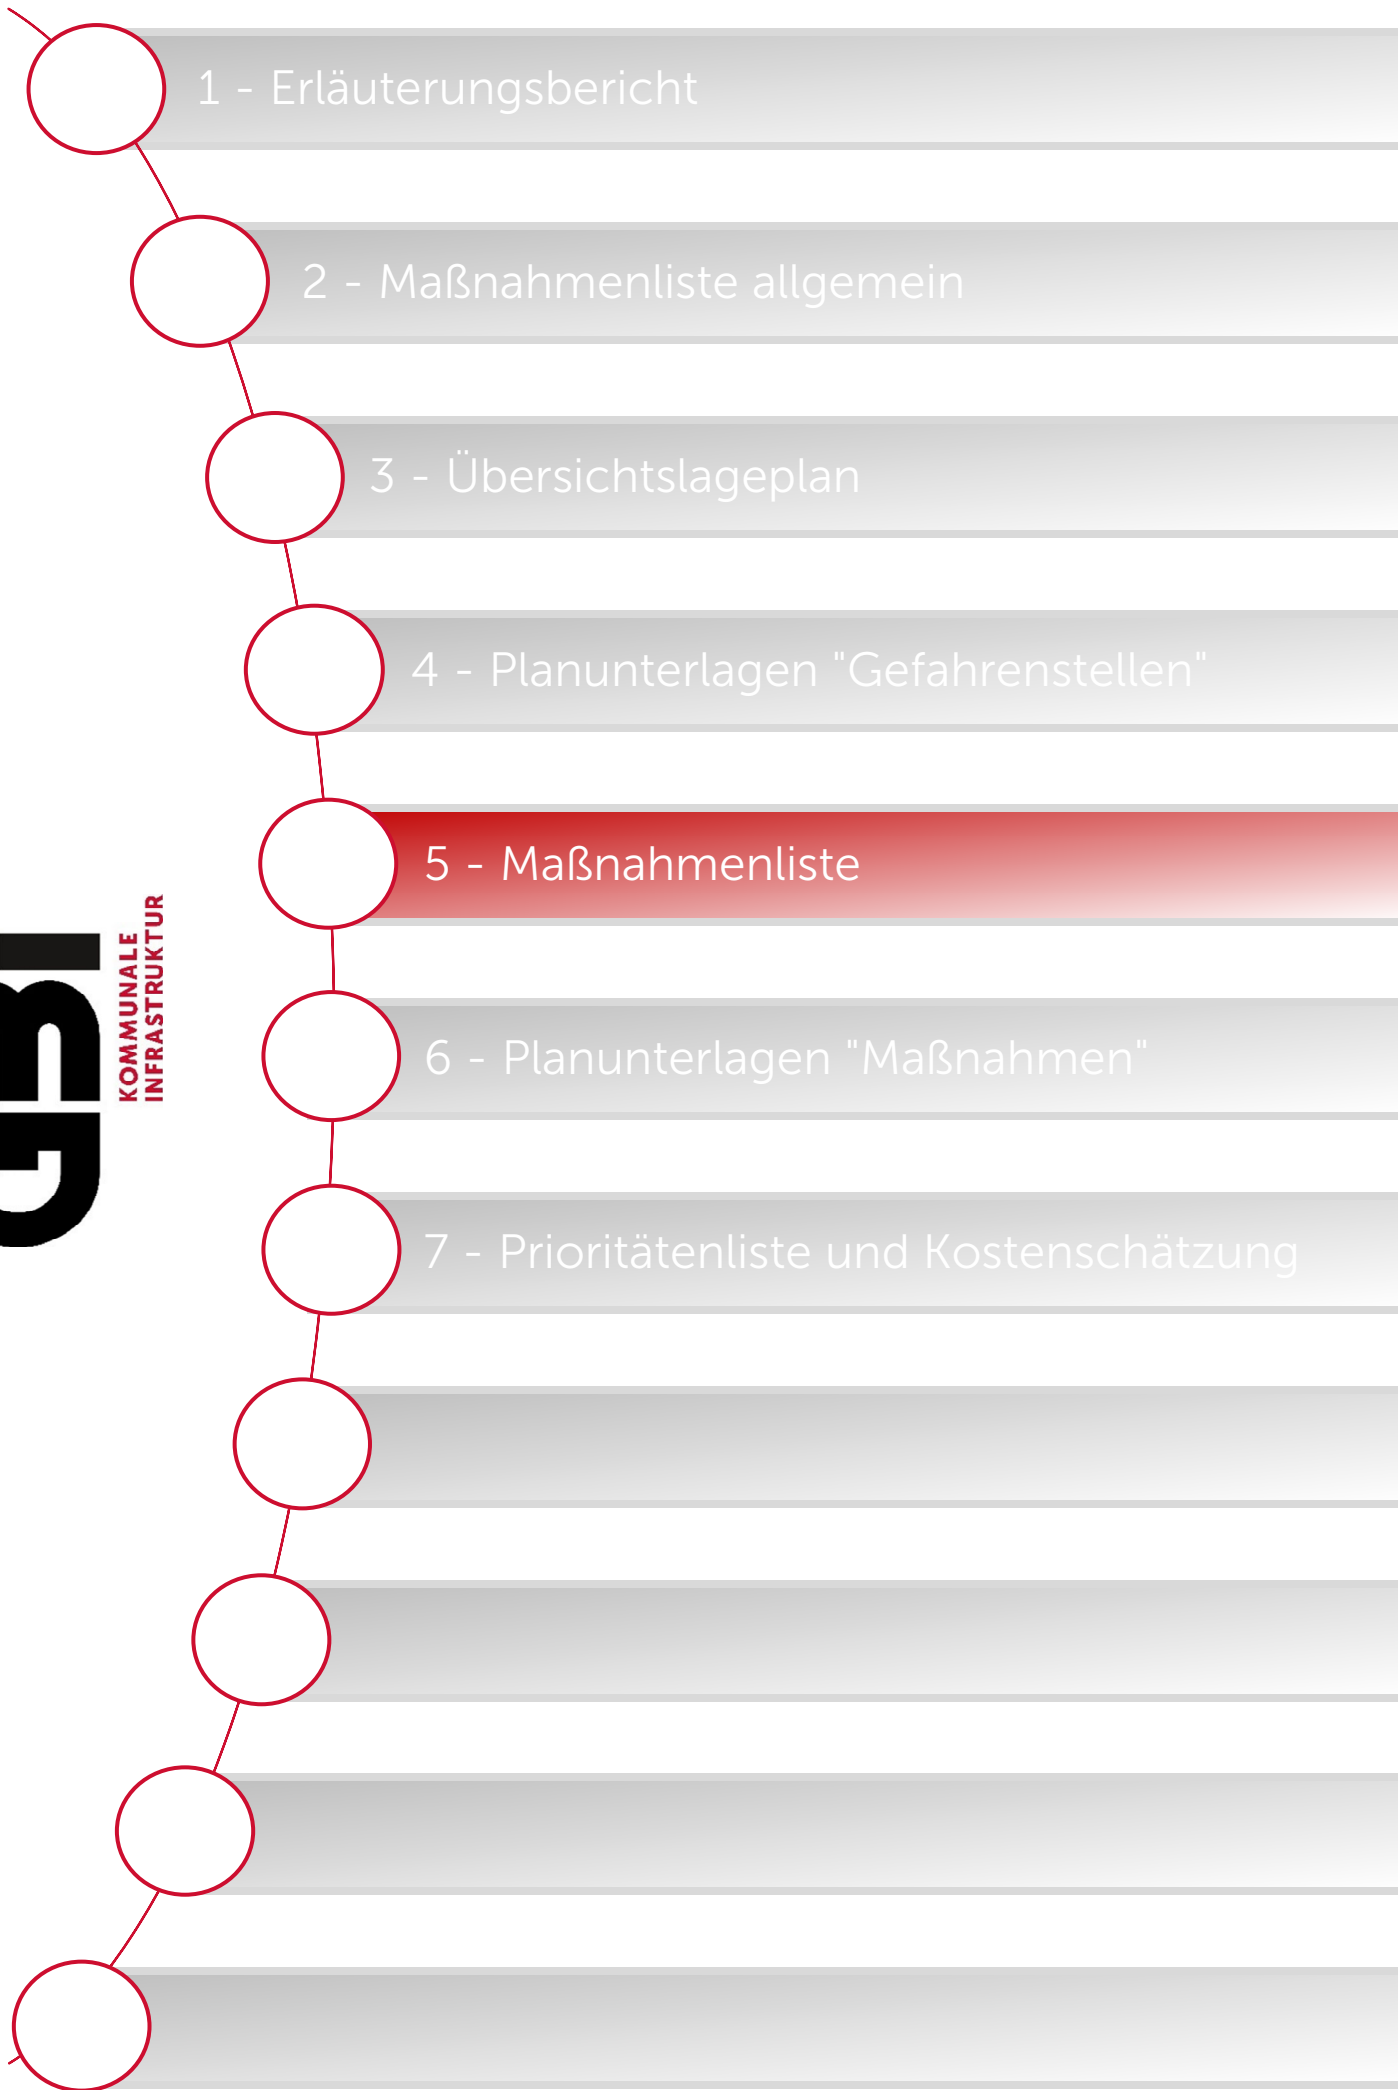 1 - Erläuterungsbericht
2 - Maßnahmenliste allgemein
3 - Übersichtslageplan
4 - Planunterlagen "Gefahrenstellen"
5 - Maßnahmenliste
KOMMUNALE
INFRASTRUKTUR
6 - Planunterlagen "Maßnahmen"
7 - Prioritätenliste und Kostenschätzung